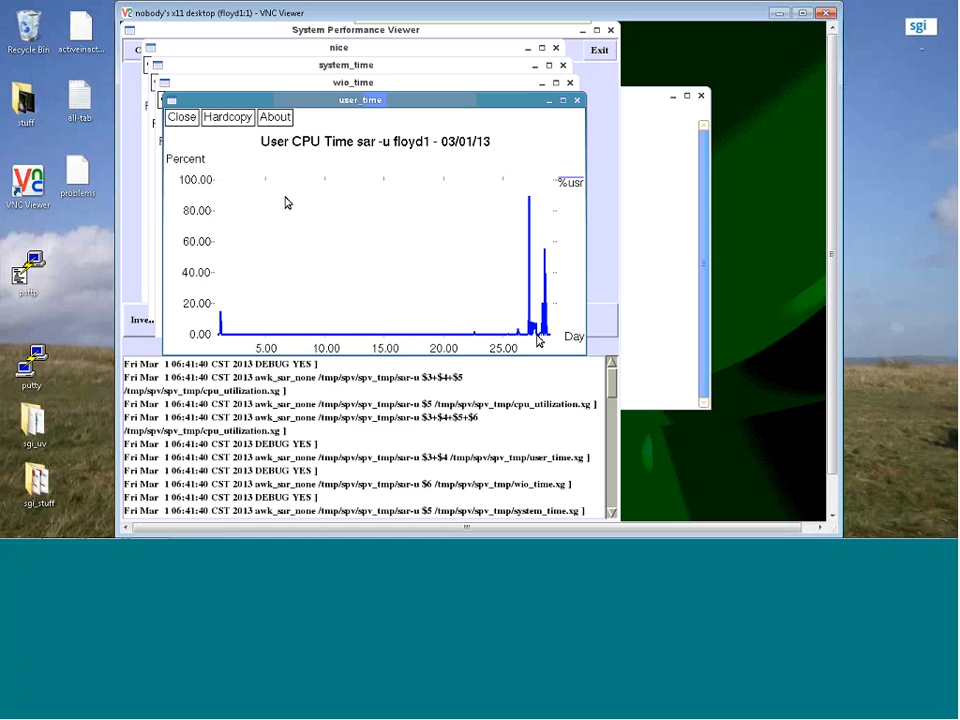 nobody's x11 desktop (floyd1:1) - VNC Viewer
System Performance Viewer
Exit
nice
system_time
wio_time
user_time
Close Hardcopy About
User CPU Time sar -u floyd1 - 03/01/13
Percent
%usr
100.00
80.00
60.00
40.00
20.00
0.00
Day
5.00 10.00 15.00 20.00 25.00
Inve..
Fri Mar 1 06:41:40 CST 2013 DEBUG YES ]
Fri Mar 1 06:41:40 CST 2013 awk_sar_none /tmp/spv/spv_tmp/sar-u $3+$4+$5
/tmp/spv/spv_tmp/cpu_utilization.xg ]
Fri Mar 1 06:41:40 CST 2013 awk_sar_none /tmp/spv/spv_tmp/sar-u $5 /tmp/spv/spv_tmp/cpu_utilization.xg ]
Fri Mar 1 06:41:40 CST 2013 awk_sar_none /tmp/spv/spv_tmp/sar-u $3+$4+$5+$6
/tmp/spv/spv_tmp/cpu_utilization.xg ]
Fri Mar 1 06:41:40 CST 2013 DEBUG YES ]
Fri Mar 1 06:41:40 CST 2013 awk_sar_none /tmp/spv/spv_tmp/sar-u $3+$4 /tmp/spv/spv_tmp/user_time.xg ]
Fri Mar 1 06:41:40 CST 2013 DEBUG YES ]
Fri Mar 1 06:41:40 CST 2013 awk_sar_none /tmp/spv/spv_tmp/sar-u $6 /tmp/spv/spv_tmp/wio_time.xg ]
Fri Mar 1 06:41:40 CST 2013 DEBUG YES ]
Fri Mar 1 06:41:40 CST 2013 awk_sar_none /tmp/spv/spv_tmp/sar-u $5 /tmp/spv/spv_tmp/system_time.xg ]
Recycle Bin
activeinact...
stuff
all-tab
VNC Viewer
problems
psftp
putty
sgi_uv
sgi_stuff
sgi